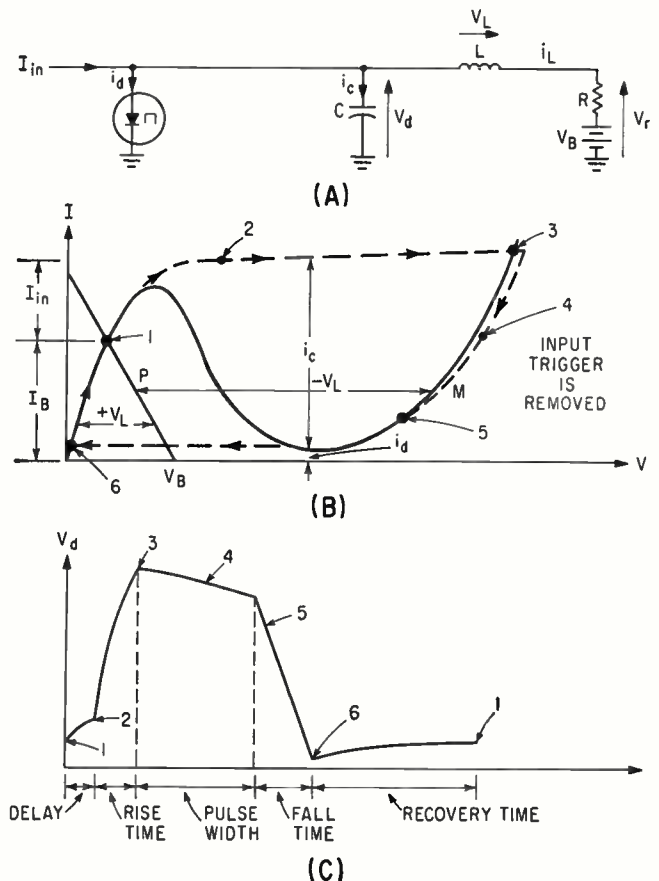 V_L
L
i_L
I_in
i_d
i_c
C
V_d
R
V_B
V_r
(A)
I
2
3
I_in
1
4
i_c
P
-V_L
M
INPUT
TRIGGER
IS
REMOVED
I_B
+V_L
5
i_d
6
V_B
V
(B)
V_d
3
4
5
2
1
6
1
DELAY
RISE
TIME
PULSE
WIDTH
FALL
TIME
RECOVERY TIME
(C)